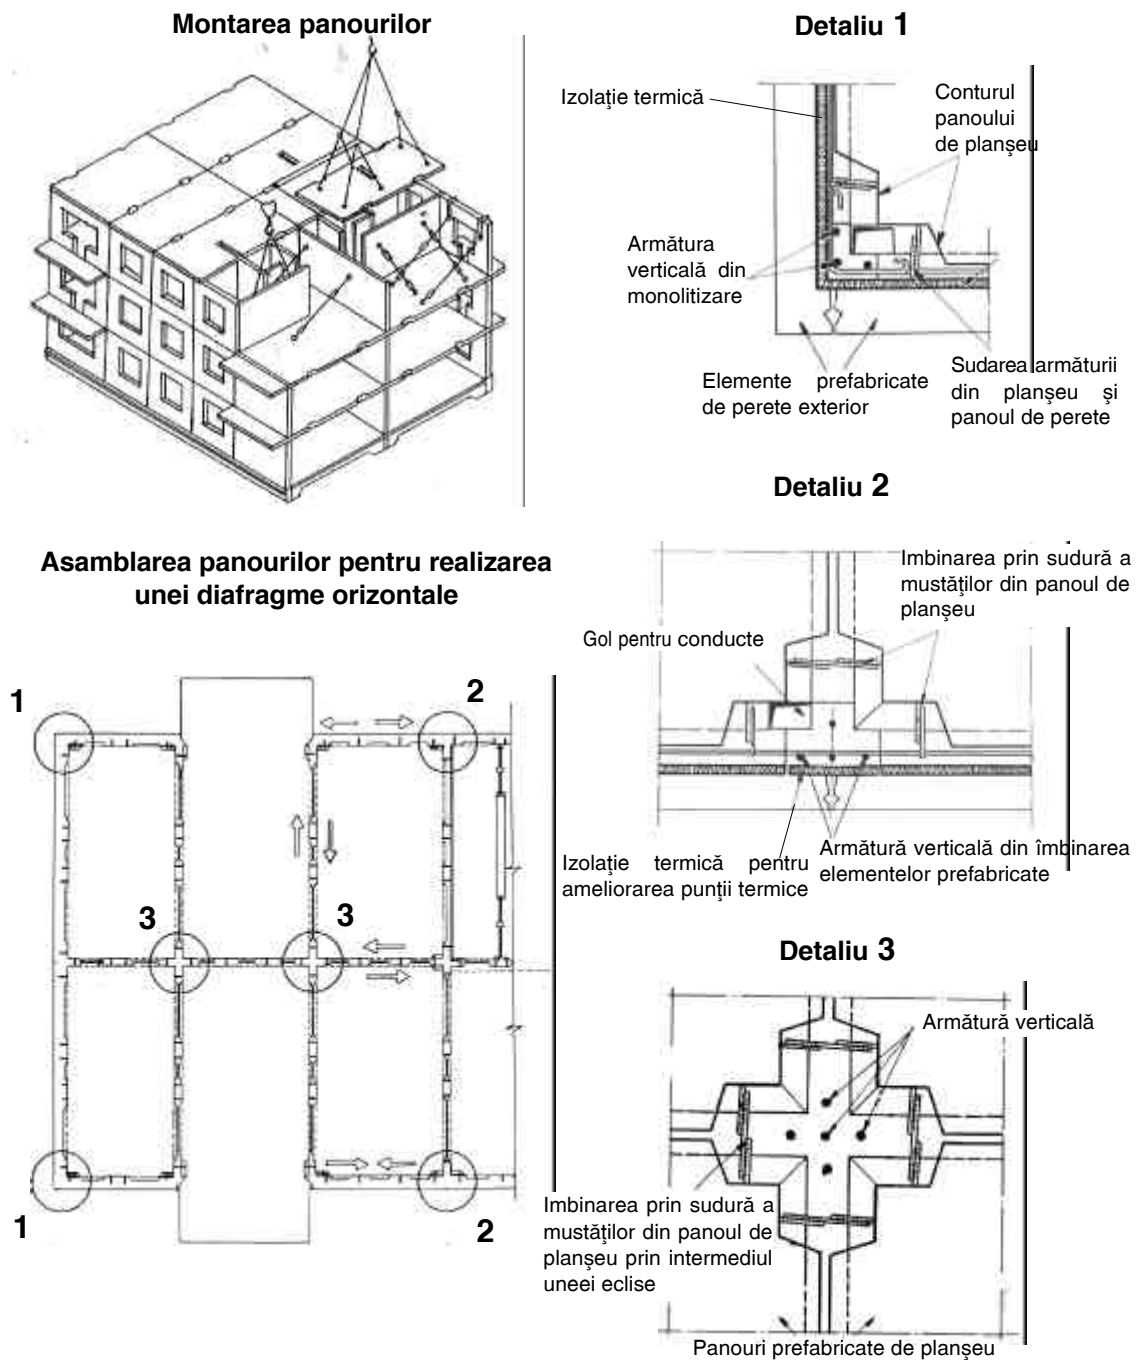 Montarea panourilor
Detaliu 1
Izolaţie termică
Conturul
panoului
de planşeu
Armătura
verticală din
monolitizare
Elemente prefabricate
de perete exterior
Sudarea armăturii
din planşeu şi
panoul de perete
Detaliu 2
Asamblarea panourilor pentru realizarea
unei diafragme orizontale
Imbinarea prin sudură a
mustăţilor din panoul de
planşeu
Gol pentru conducte
Izolaţie termică pentru
ameliorarea punţii termice
Armătură verticală din îmbinarea
elementelor prefabricate
1
2
3
3
1
2
Detaliu 3
Armătură verticală
Imbinarea prin sudură a
mustăţilor din panoul de
planşeu prin intermediul
uneei eclise
Panouri prefabricate de planşeu